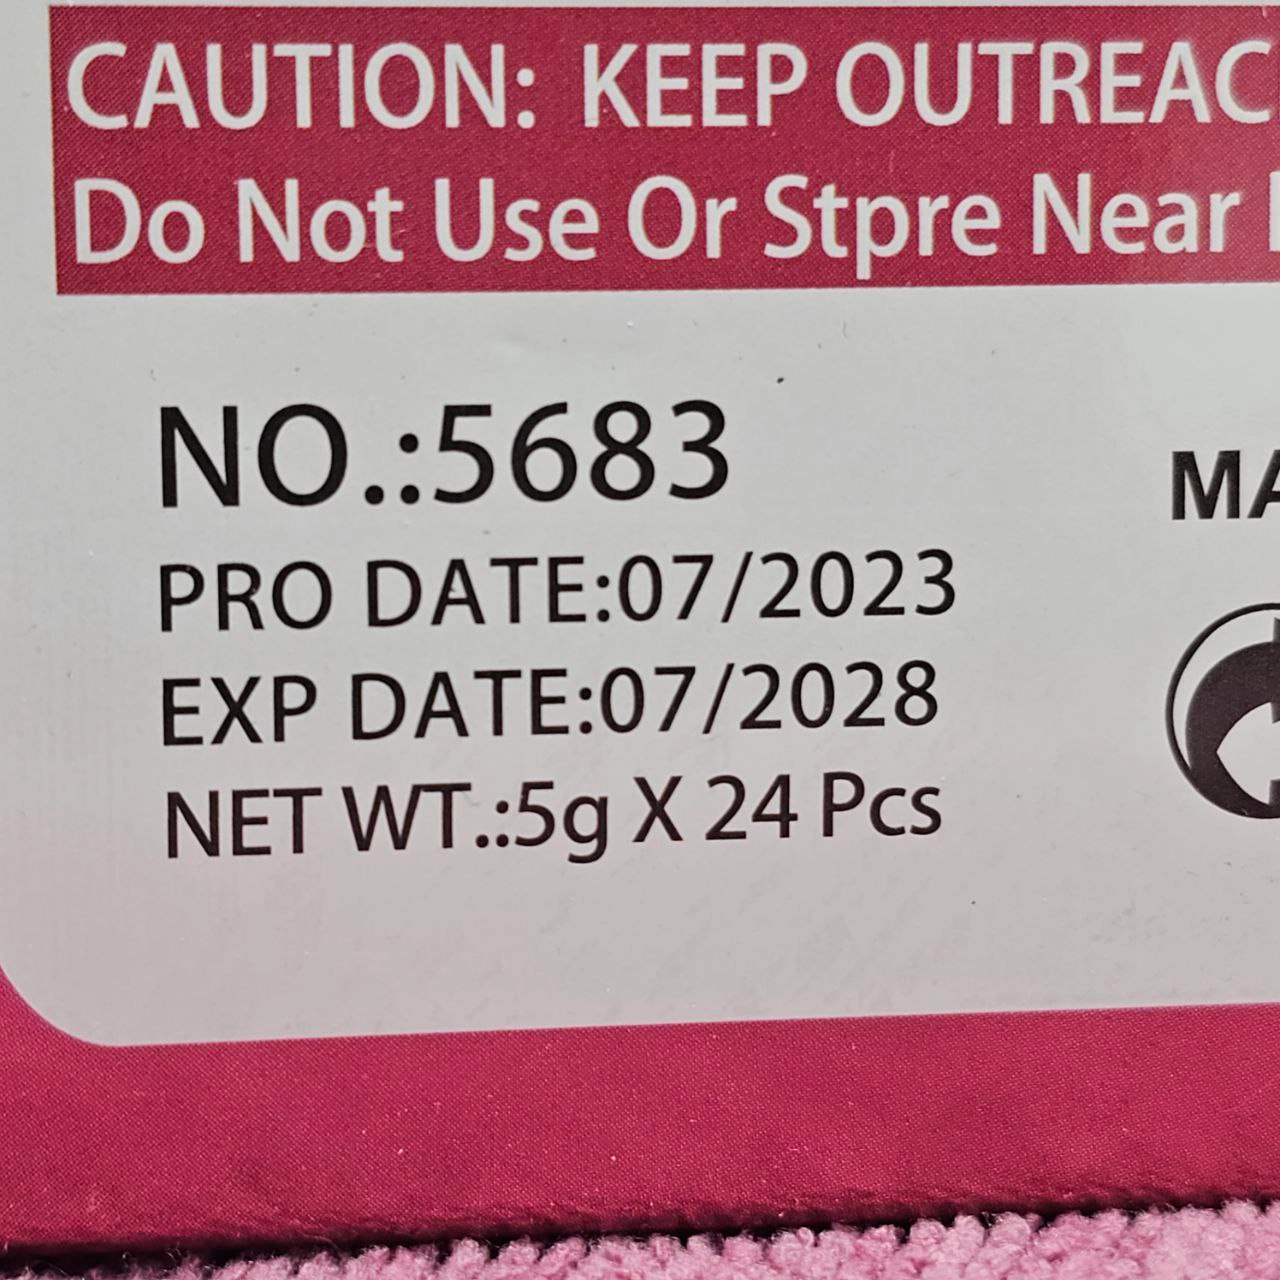 CAUTION: KEEP OUTREAC
Do Not Use Or Stpre Near
NO.:5683
PRO DATE:07/2023
EXP DATE:07/2028
NET WT.:5g X 24 Pcs
MA